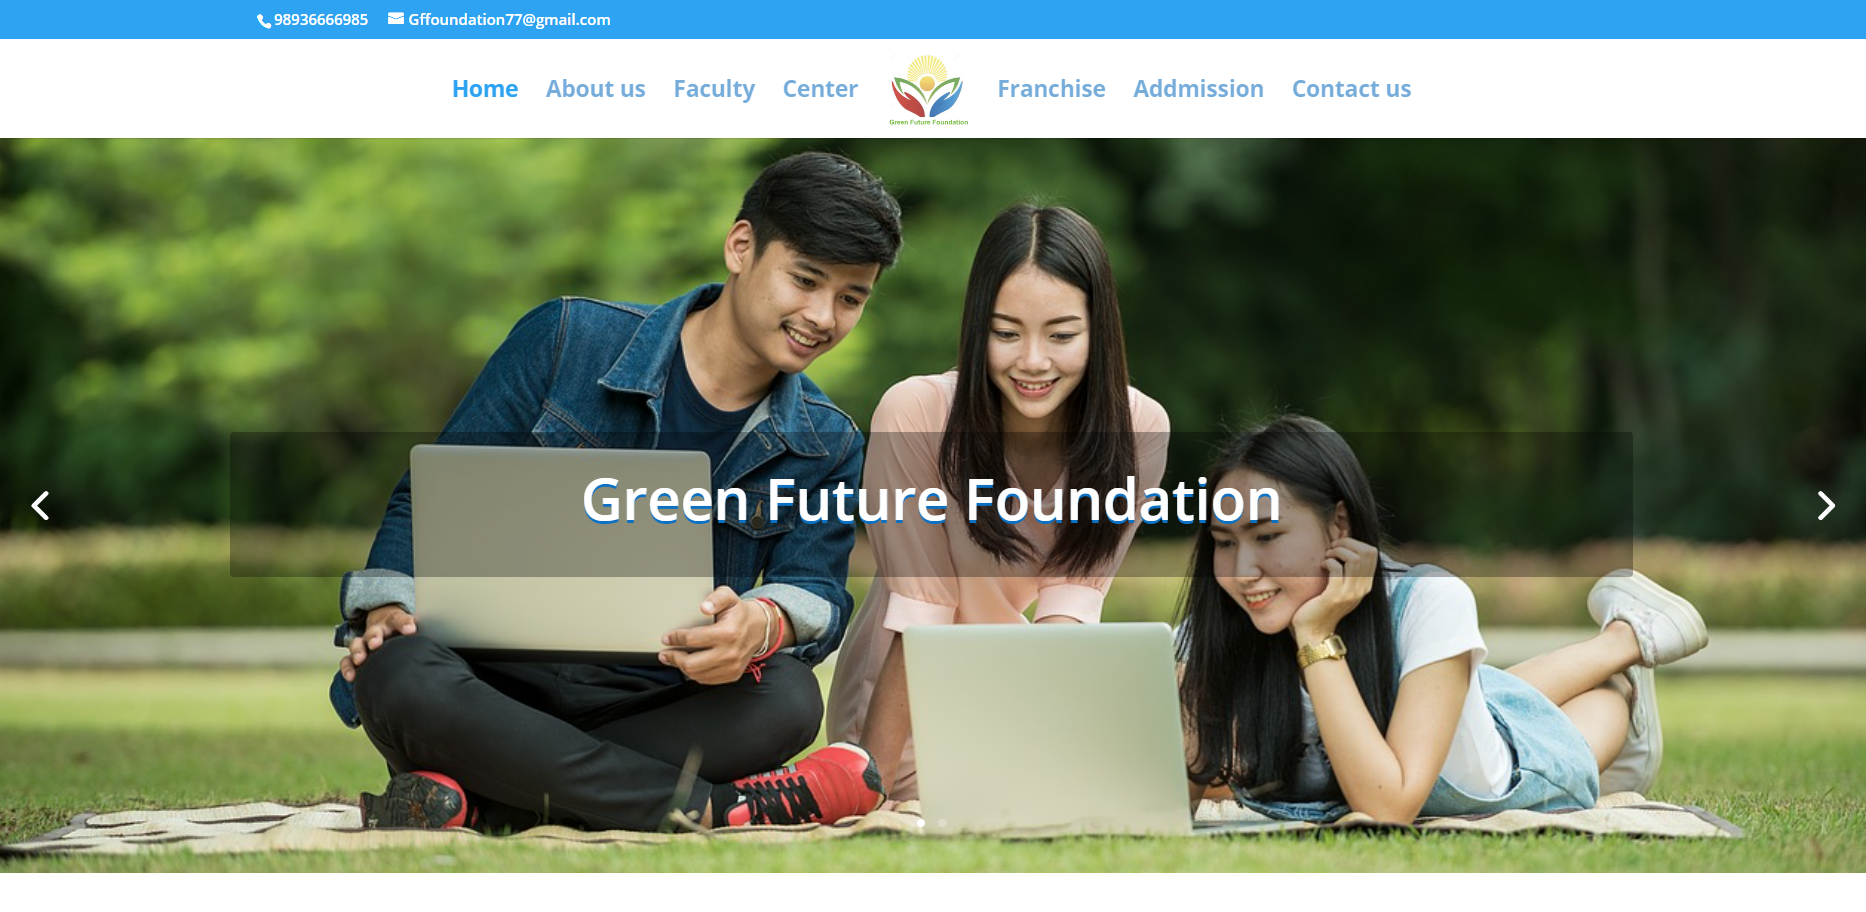 98936666985 Gffoundation77@gmail.com
Home About us Faculty Center Franchise Addmission Contact us
Green Future Foundation
Green Future Foundation